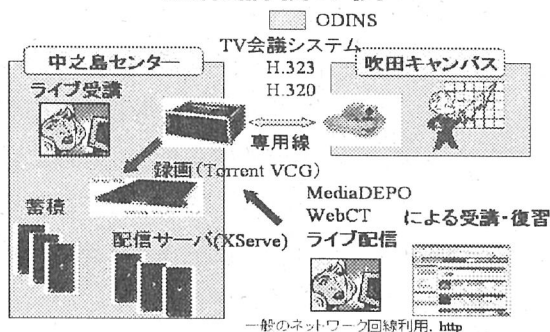 ODINS
中之島センター
TV会議システム
H.323
H.320
吹田キャンパス
ライブ受講
専用線
録画(Torrent VCG)
蓄積
配信サーバ(XServe)
MediaDEPO
WebCT による受講・復習
ライブ配信
一般のネットワーク回線利用、http